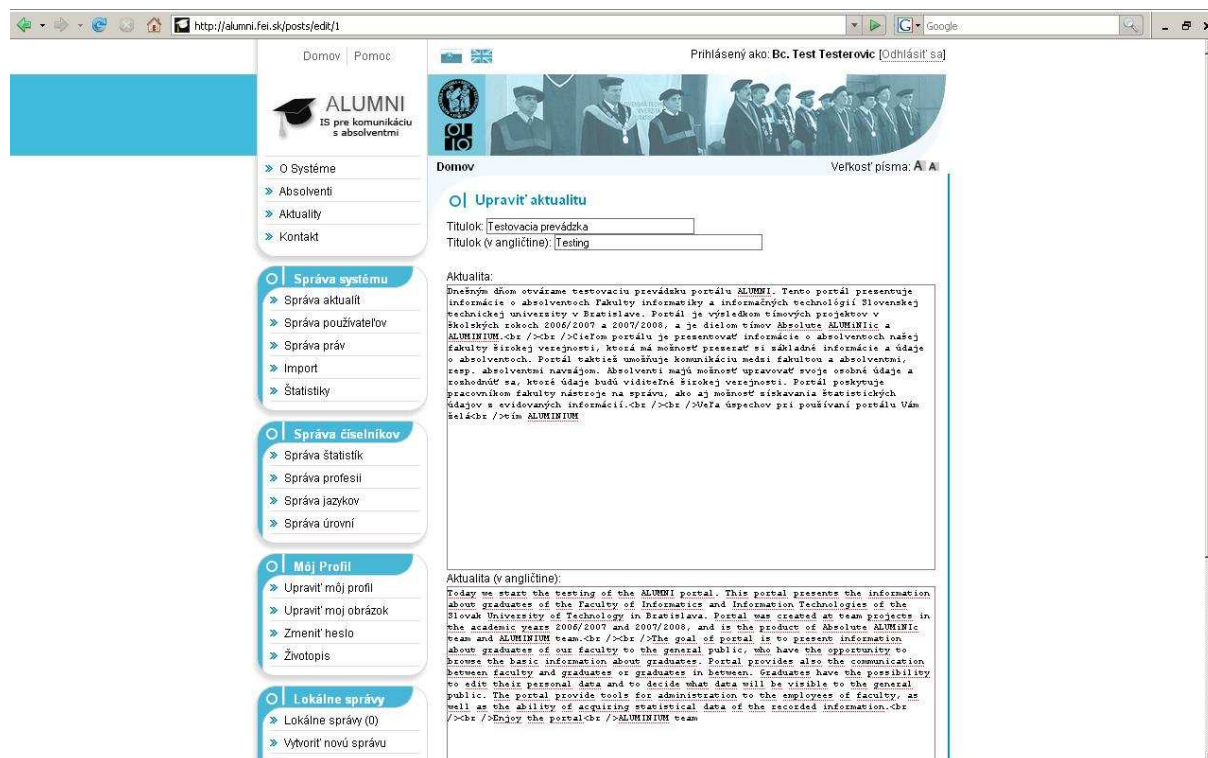 http://alumni.fei.sk/posts/edit/1
Google
Domov | Pomoc
Prihlásený ako: Bc. Test Testerovic [Odhlásiť sa]
ALUMNI
IS pre komunikáciu
s absolventmi
» O Systéme
» Absolventi
» Aktuality
» Kontakt
Správa systému
» Správa aktualít
» Správa používateľov
» Správa práv
» Import
» Štatistiky
Správa číselníkov
» Správa štatistík
» Správa profesii
» Správa jazykov
» Správa úrovní
Môj Profil
» Upraviť môj profil
» Upraviť moj obrázok
» Zmeniť heslo
» Životopis
Lokálne správy
» Lokálne správy (0)
» Vytvoriť novú správu
Domov
Veľkosť písma: A A
Upraviť aktualitu
Titulok: Testovacia prevádzka
Titulok (v angličtine): Testing
Aktualita:
Dnešným dňom otvárame testovaciu prevádzku portálu ALUMNI. Tento portál prezentuje
informácie o absolventoch Fakulty informatiky a informačných technológií Slovenskej
technickej univerzity v Bratislave. Portál je výsledkom tímových projektov v
školských rokoch 2006/2007 a 2007/2008, a je dielom tímov Absolute ALUMiNIic a
ALUMINIUM.<br /><br />Cieľom portálu je prezentovať informácie o absolventoch našej
fakulty širokej verejnosti, ktorá má možnosť prezerať si základné informácie a údaje
o absolventoch. Portál taktiež umožňuje komunikáciu medzi fakultou a absolventmi,
resp. absolventmi navzájom. Absolventi majú možnosť upravovať svoje osobné údaje a
rozhodnúť sa, ktoré údaje budú viditeľné širokej verejnosti. Portál poskytuje
pracovníkom fakulty nástroje na správu, ako aj možnosť získavania štatistických
údajov z evidovaných informácií.<br /><br />Veľa úspechov pri používaní portálu Vám
želá<br />tím ALUMINIUM
Aktualita (v angličtine):
Today we start the testing of the ALUMNI portal. This portal presents the information
about graduates of the Faculty of Informatics and Information Technologies of the
Slovak University of Technology in Bratislava. Portal was created at team projects in
the academic years 2006/2007 and 2007/2008, and is the product of Absolute ALUMiNIc
team and ALUMINIUM team.<br /><br />The goal of portal is to present information
about graduates of our faculty to the general public, who have the opportunity to
browse the basic information about graduates. Portal provides also the communication
between faculty and graduates or graduates in between. Graduates have the possibility
to edit their personal data and to decide what data will be visible to the general
public. The portal provide tools for administration to the employees of faculty, as
well as the ability of acquiring statistical data of the recorded information.<br
/><br />Enjoy the portal<br />ALUMINIUM team